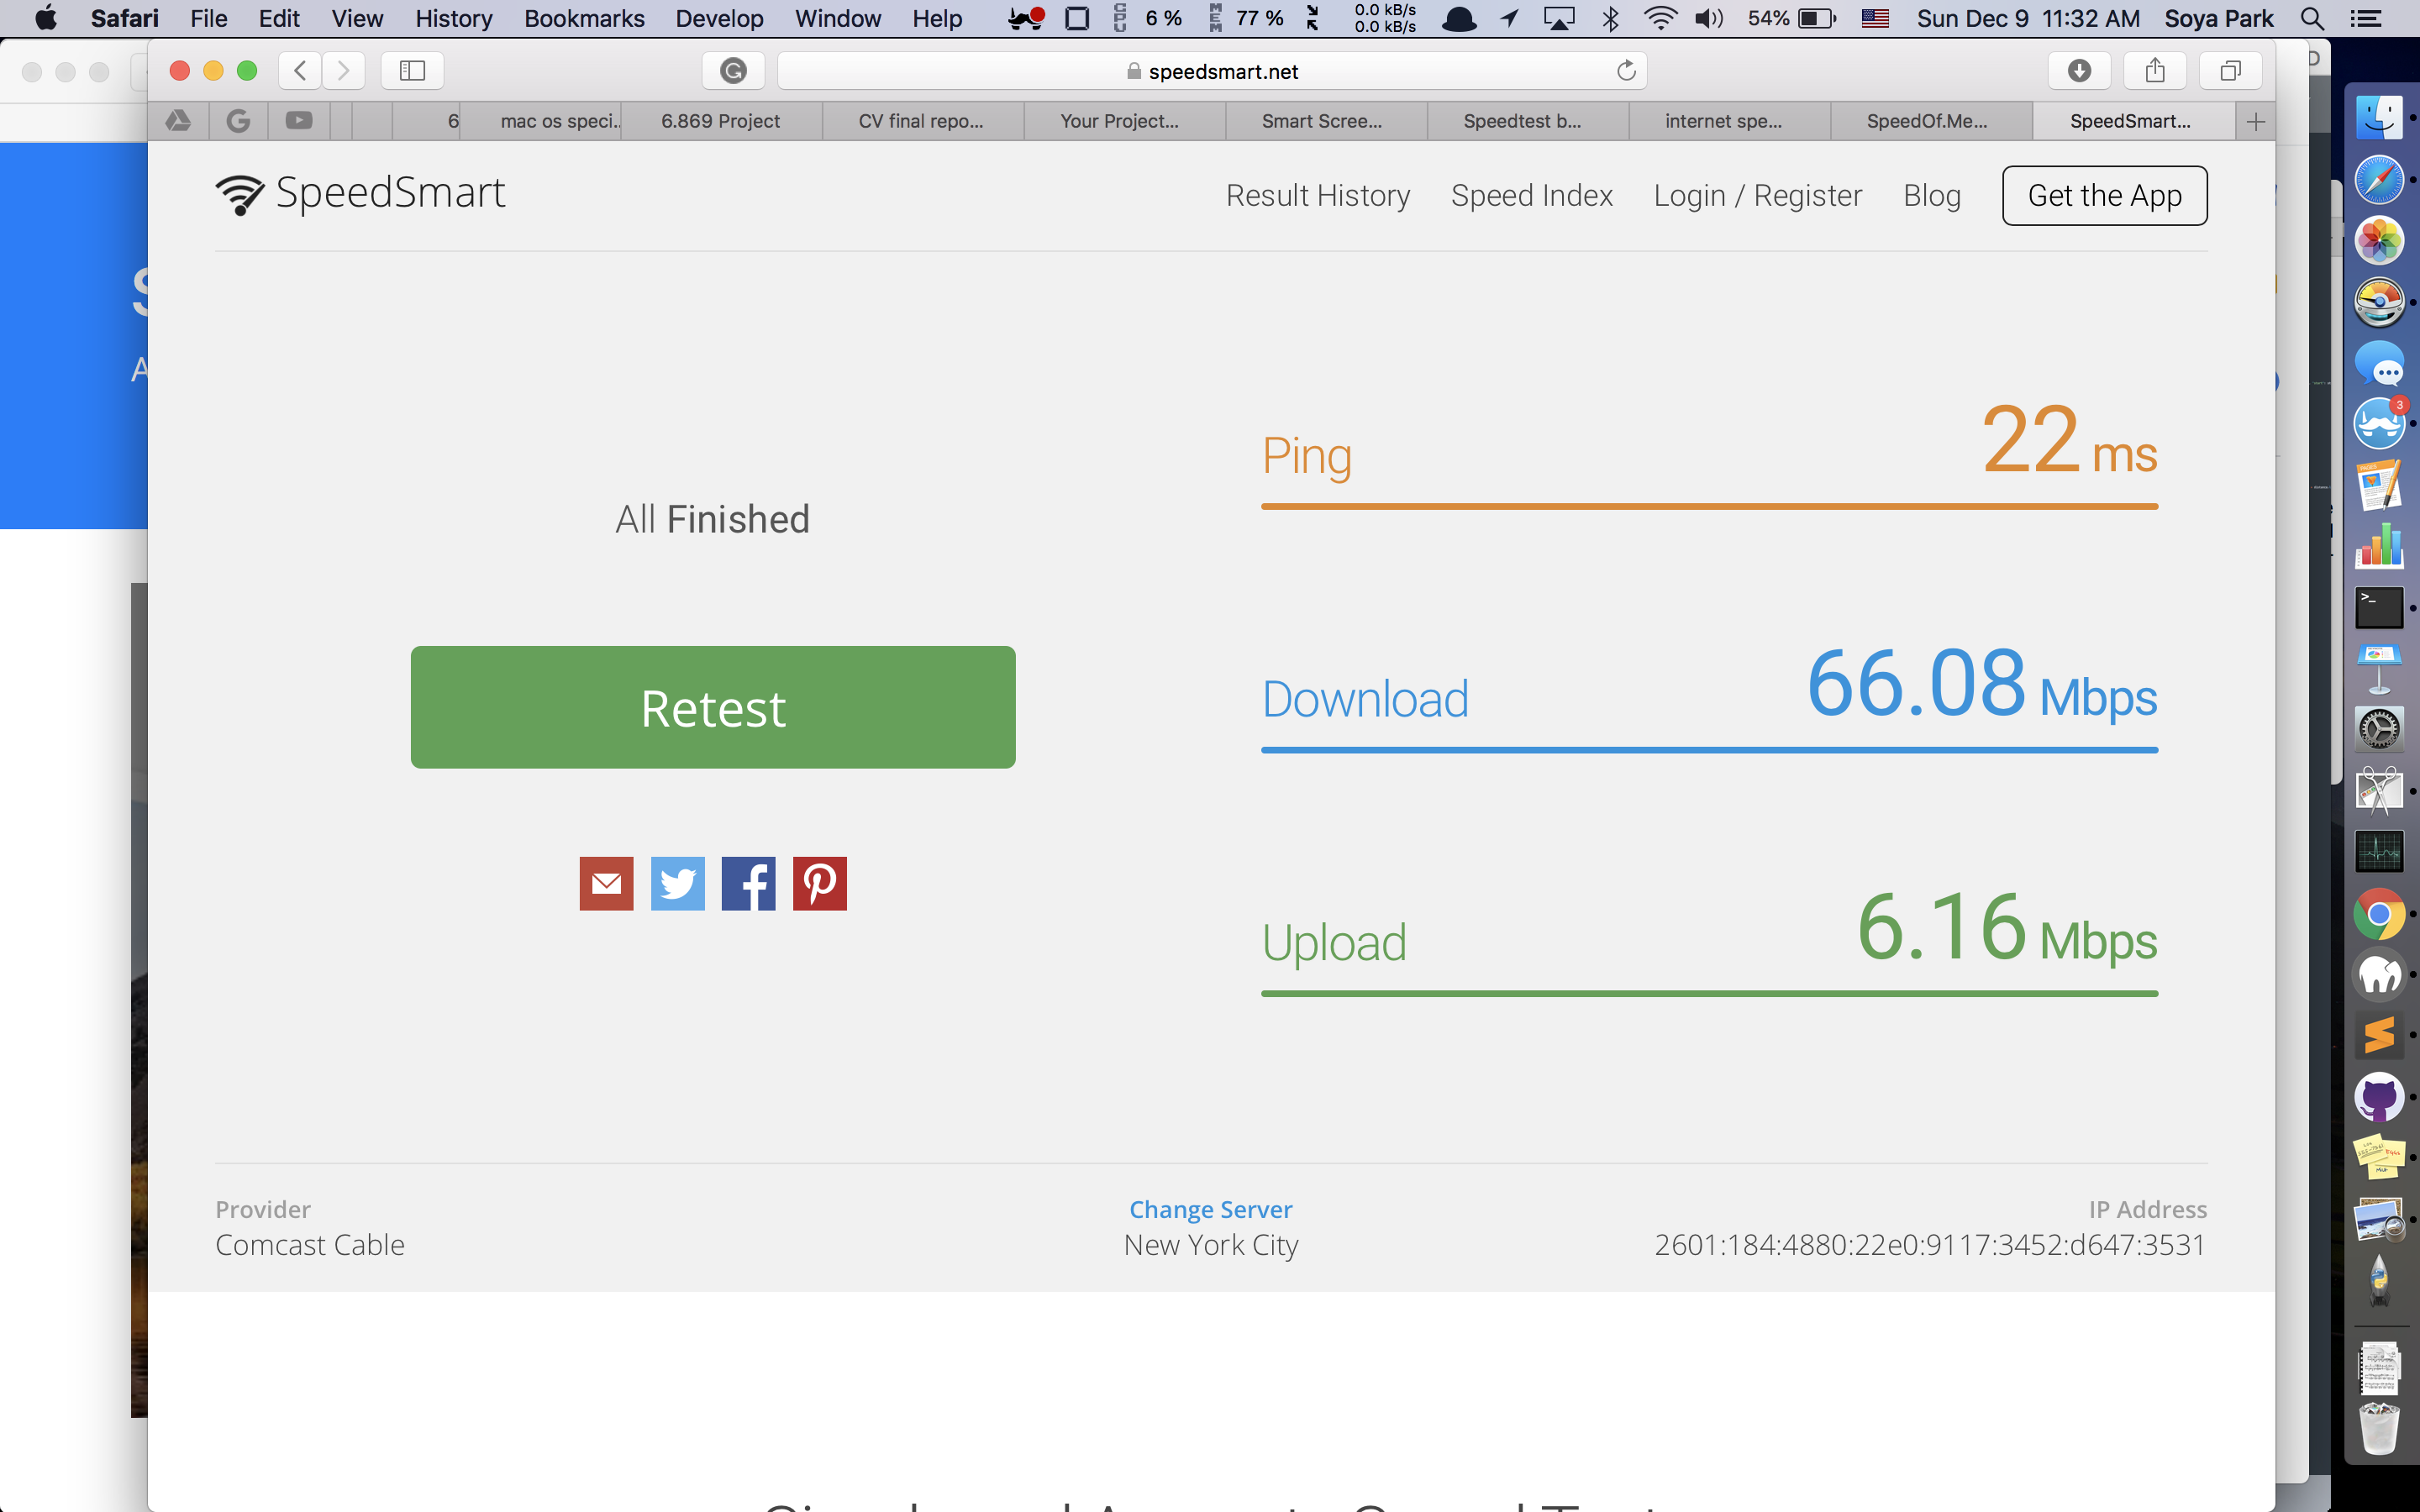 Safari File Edit View History Bookmarks Develop Window Help CPU 6 % MEM 77 % 0.0 kB/s 0.0 kB/s 54% Sun Dec 9 11:32 AM Soya Park
speedsmart.net
6 mac os speci... 6.869 Project CV final repo... Your Project... Smart Scree... Speedtest b... internet spe... SpeedOf.Me... SpeedSmart...
SpeedSmart Result History Speed Index Login / Register Blog Get the App
Ping 22 ms
All Finished
Download 66.08 Mbps
Retest
Upload 6.16 Mbps
Provider Change Server IP Address
Comcast Cable New York City 2601:184:4880:22e0:9117:3452:d647:3531
3